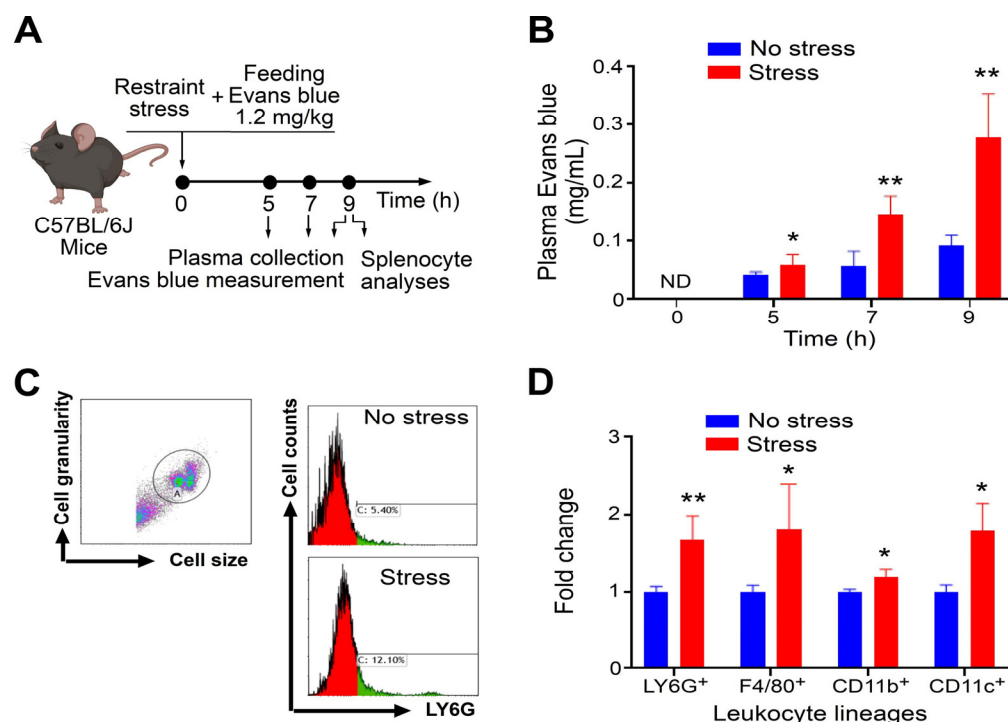 A
Restraint stress
+
Feeding Evans blue 1.2 mg/kg
C57BL/6J
Mice
0 5 7 9 Time (h)
Plasma collection
Evans blue measurement
Splenocyte
analyses
B
No stress
Stress
Plasma Evans blue
(mg/mL)
0.4
0.3
0.2
0.1
0
ND
*
**
**
0 5 7 9
Time (h)
C
Cell granularity
A
Cell size
Cell counts
No stress
C: 5.40%
Stress
C: 12.10%
LY6G
D
No stress
Stress
Fold change
3
2
1
0
**
*
*
*
LY6G+ F4/80+ CD11b+ CD11c+
Leukocyte lineages